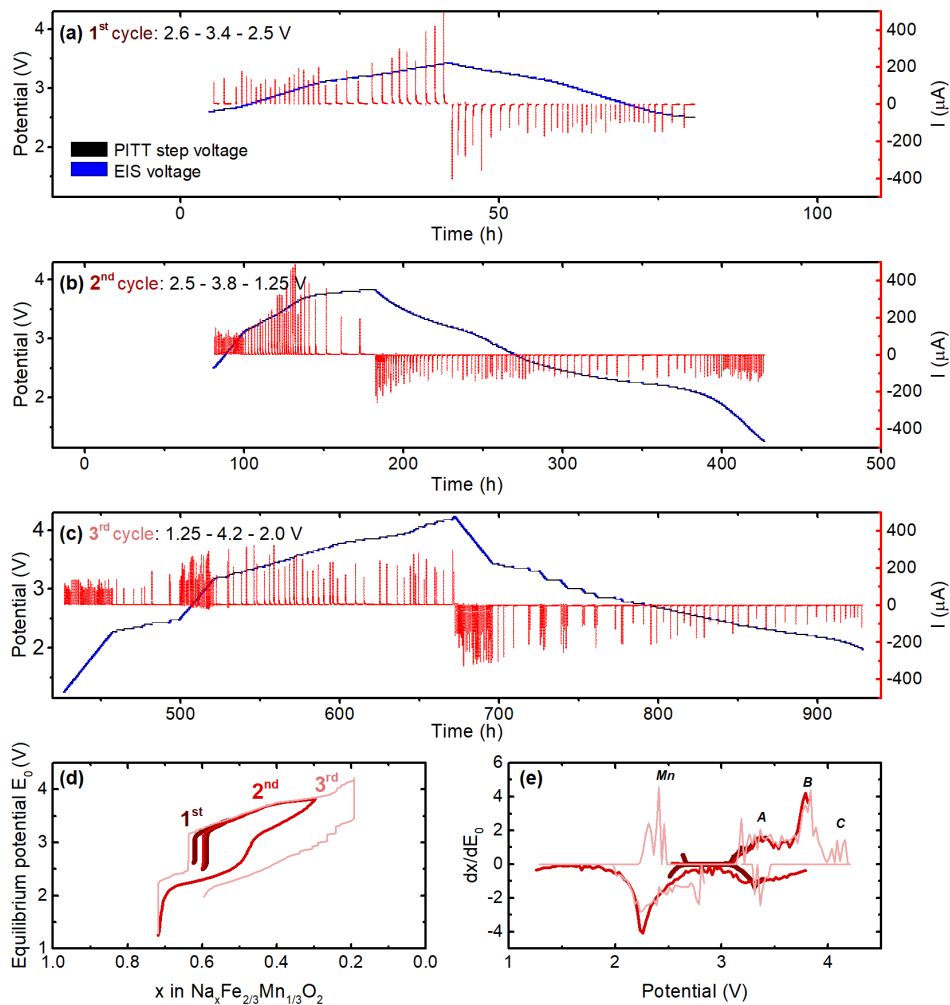 (a) 1st cycle: 2.6 - 3.4 - 2.5 V
Potential (V)
4
3
2
PITT step voltage
EIS voltage
400
200
0
-200
-400
I (µA)
0 50 100
Time (h)
(b) 2nd cycle: 2.5 - 3.8 - 1.25 V
Potential (V)
4
3
2
400
200
0
-200
-400
I (µA)
0 100 200 300 400 500
Time (h)
(c) 3rd cycle: 1.25 - 4.2 - 2.0 V
Potential (V)
4
3
2
400
200
0
-200
-400
I (µA)
500 600 700 800 900
Time (h)
(d)
Equilibrium potential E0 (V)
5
4
3
2
1
1st
2nd
3rd
1.0 0.8 0.6 0.4 0.2 0.0
x in NaxFe2/3Mn1/3O2
(e)
dx/dE0
4
2
0
-2
-4
Mn
A
B
C
1 2 3 4
Potential (V)